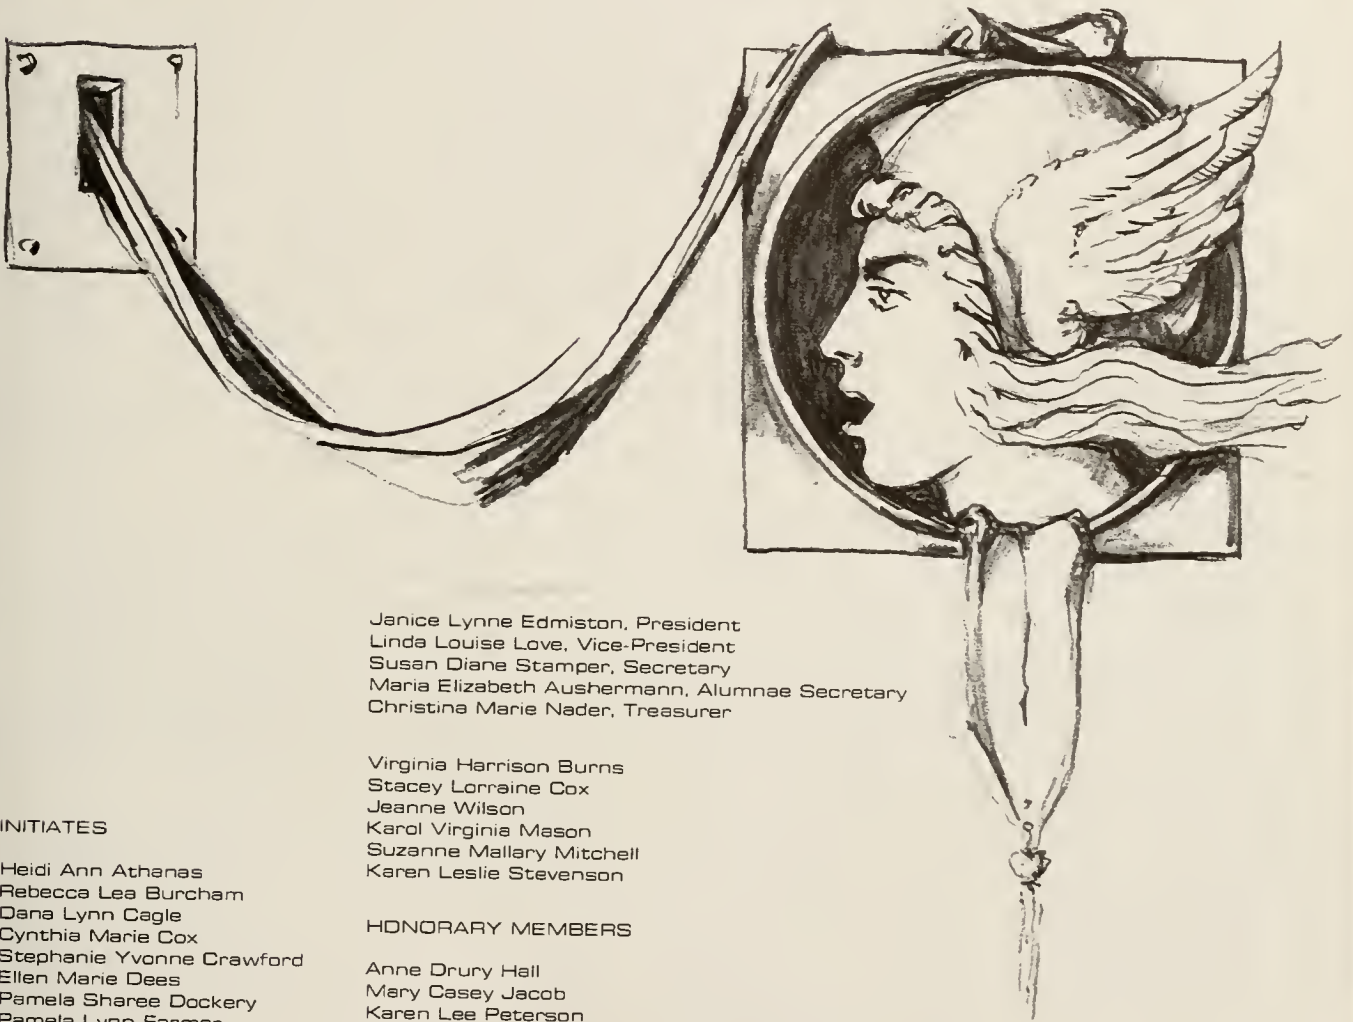 Janice Lynne Edmiston, President
Linda Louise Love, Vice-President
Susan Diane Stamper, Secretary
Maria Elizabeth Aushermann, Alumnae Secretary
Christina Marie Nader, Treasurer
Virginia Harrison Burns
Stacey Lorraine Cox
Jeanne Wilson
Karol Virginia Mason
Suzanne Mallary Mitchell
Karen Leslie Stevenson
HONORARY MEMBERS
Anne Drury Hall
Mary Casey Jacob
Karen Lee Peterson
INITIATES
Heidi Ann Athanas
Rebecca Lea Burcham
Dana Lynn Cagle
Cynthia Marie Cox
Stephanie Yvonne Crawford
Ellen Marie Dees
Pamela Sharee Dockery
Pamela Lynn